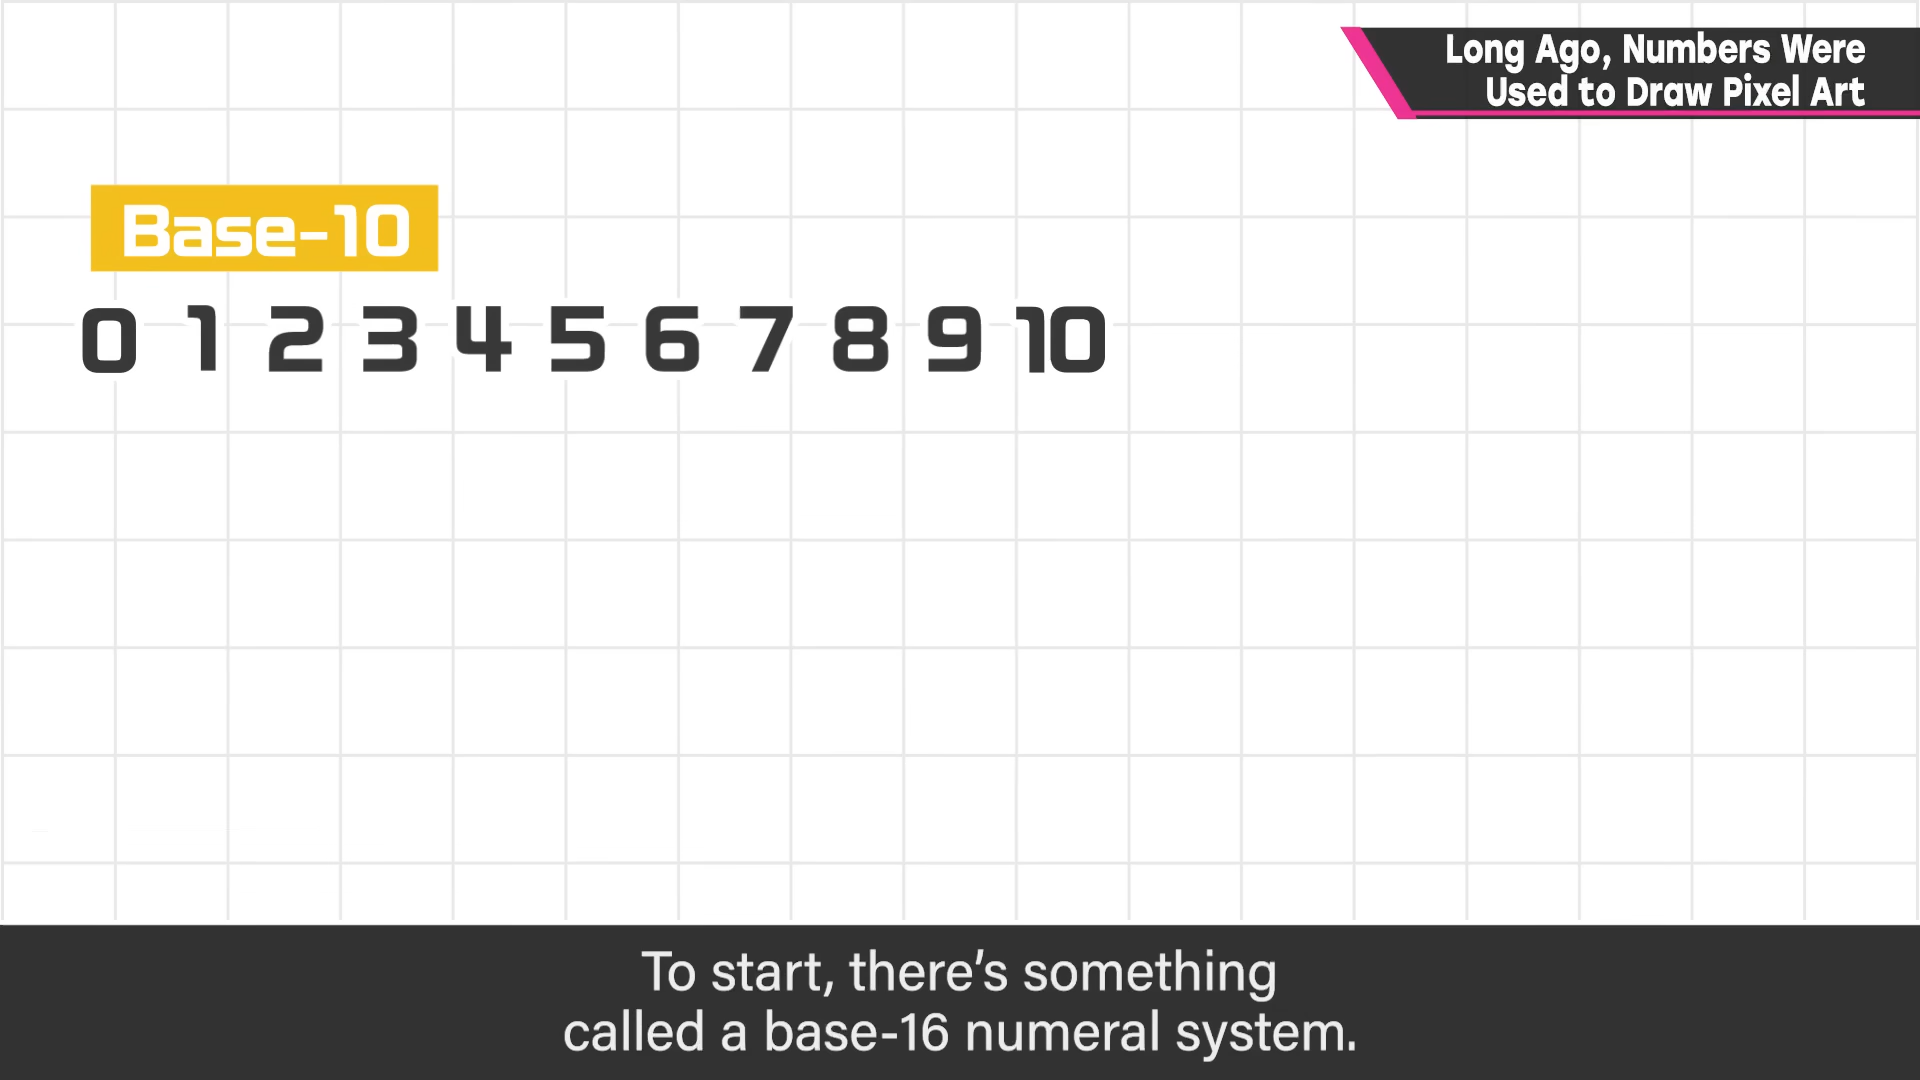 Long Ago, Numbers Were
Used to Draw Pixel Art
Base-10
0 1 2 3 4 5 6 7 8 9 10
To start, there’s something
called a base-16 numeral system.